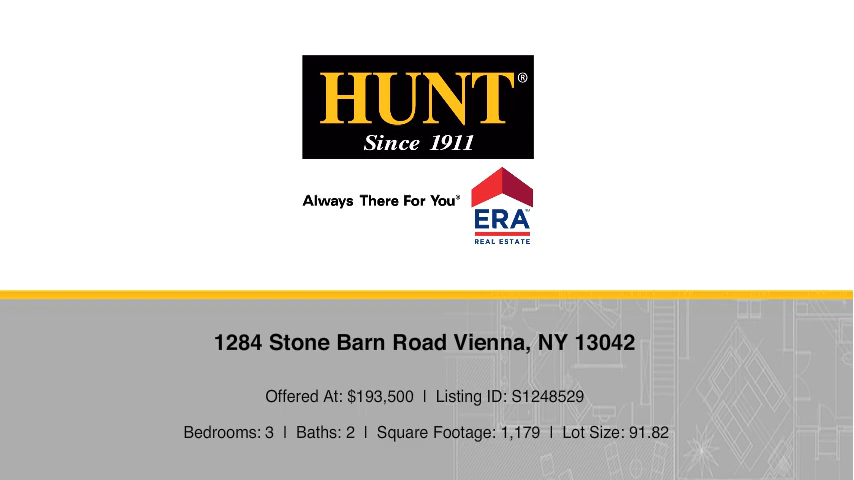 HUNT®
Since 1911
Always There For You®
ERA™
REAL ESTATE
1284 Stone Barn Road Vienna, NY 13042
Offered At: $193,500 | Listing ID: S1248529
Bedrooms: 3 | Baths: 2 | Square Footage: 1,179 | Lot Size: 91.82